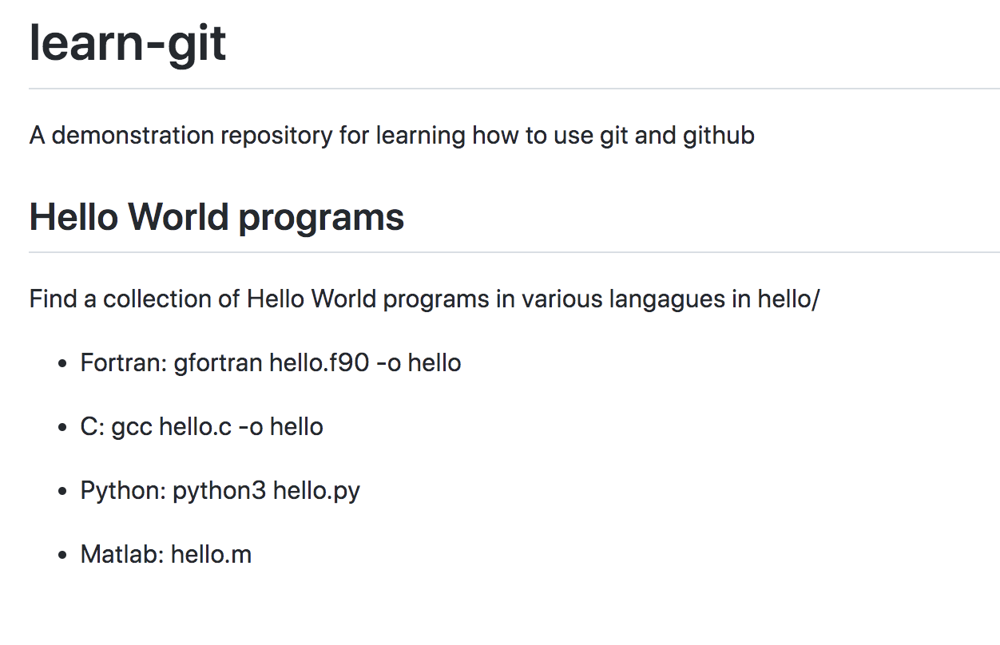 learn-git
A demonstration repository for learning how to use git and github
Hello World programs
Find a collection of Hello World programs in various langagues in hello/
• Fortran: gfortran hello.f90 -o hello
• C: gcc hello.c -o hello
• Python: python3 hello.py
• Matlab: hello.m